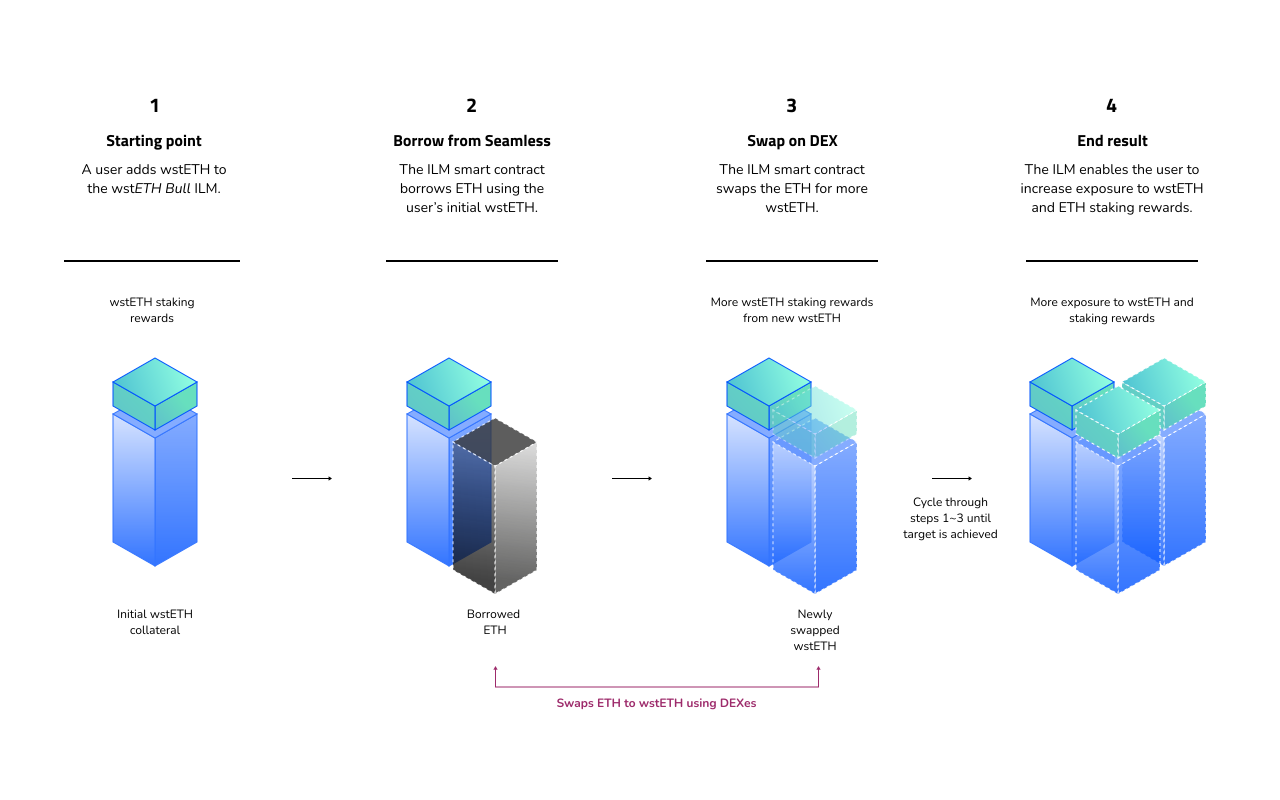 1
Starting point
A user adds wstETH to
the wstETH Bull ILM.
wstETH staking
rewards
Initial wstETH
collateral
2
Borrow from Seamless
The ILM smart contract
borrows ETH using the
user’s initial wstETH.
Borrowed
ETH
3
Swap on DEX
The ILM smart contract
swaps the ETH for more
wstETH.
More wstETH staking rewards
from new wstETH
Newly
swapped
wstETH
Swaps ETH to wstETH using DEXes
Cycle through
steps 1~3 until
target is achieved
4
End result
The ILM enables the user to
increase exposure to wstETH
and ETH staking rewards.
More exposure to wstETH and
staking rewards